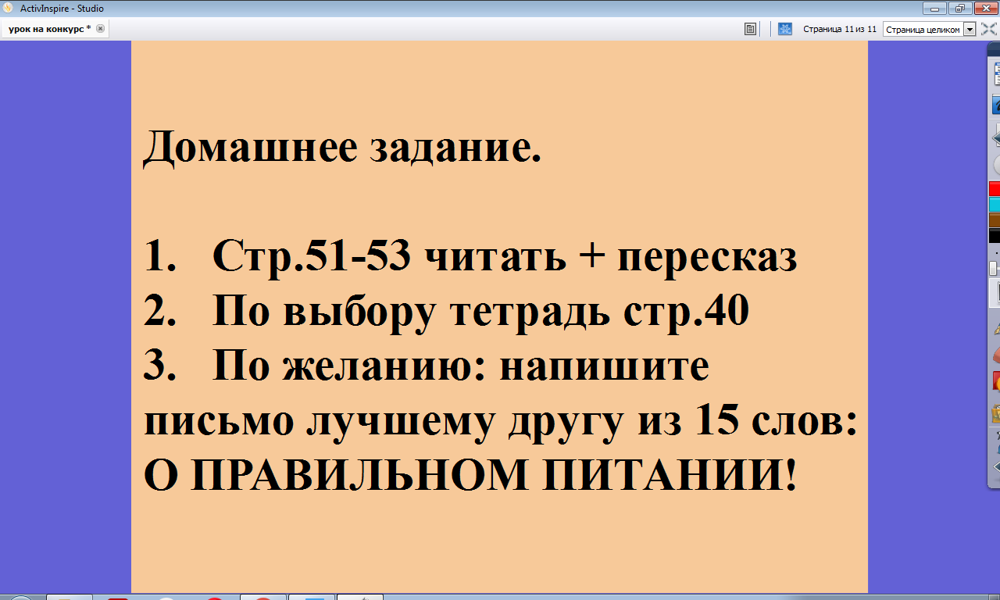 ActivInspire - Studio
урок на конкурс *
Страница 11 из 11
Страница целиком
Домашнее задание.
1. Стр.51-53 читать + пересказ
2. По выбору тетрадь стр.40
3. По желанию: напишите
письмо лучшему другу из 15 слов:
О ПРАВИЛЬНОМ ПИТАНИИ!